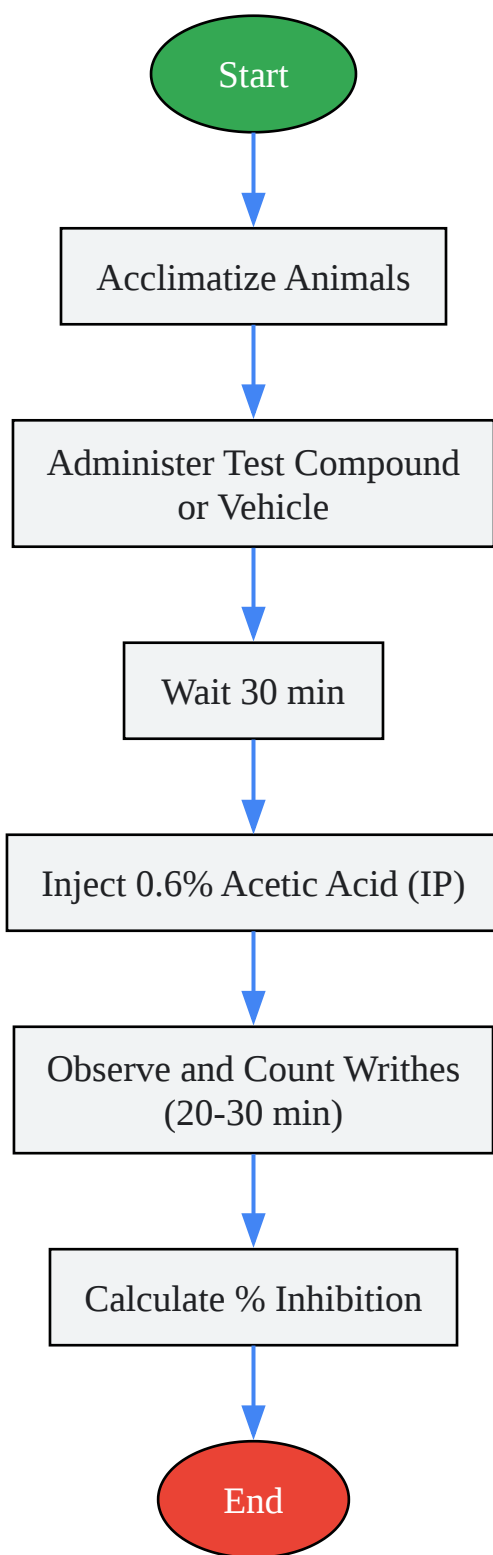 Start
Acclimatize Animals
Administer Test Compound
or Vehicle
Wait 30 min
Inject 0.6% Acetic Acid (IP)
Observe and Count Writhes
(20-30 min)
Calculate % Inhibition
End